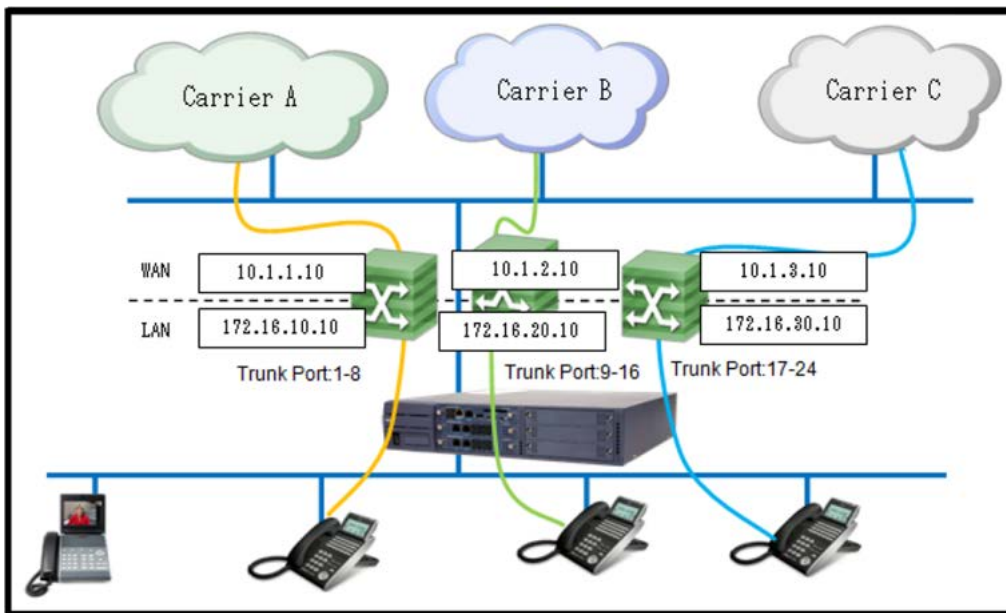 Carrier A
Carrier B
Carrier C
WAN
10.1.1.10
10.1.2.10
10.1.3.10
LAN
172.16.10.10
172.16.20.10
172.16.30.10
Trunk Port:1-8
Trunk Port:9-16
Trunk Port:17-24